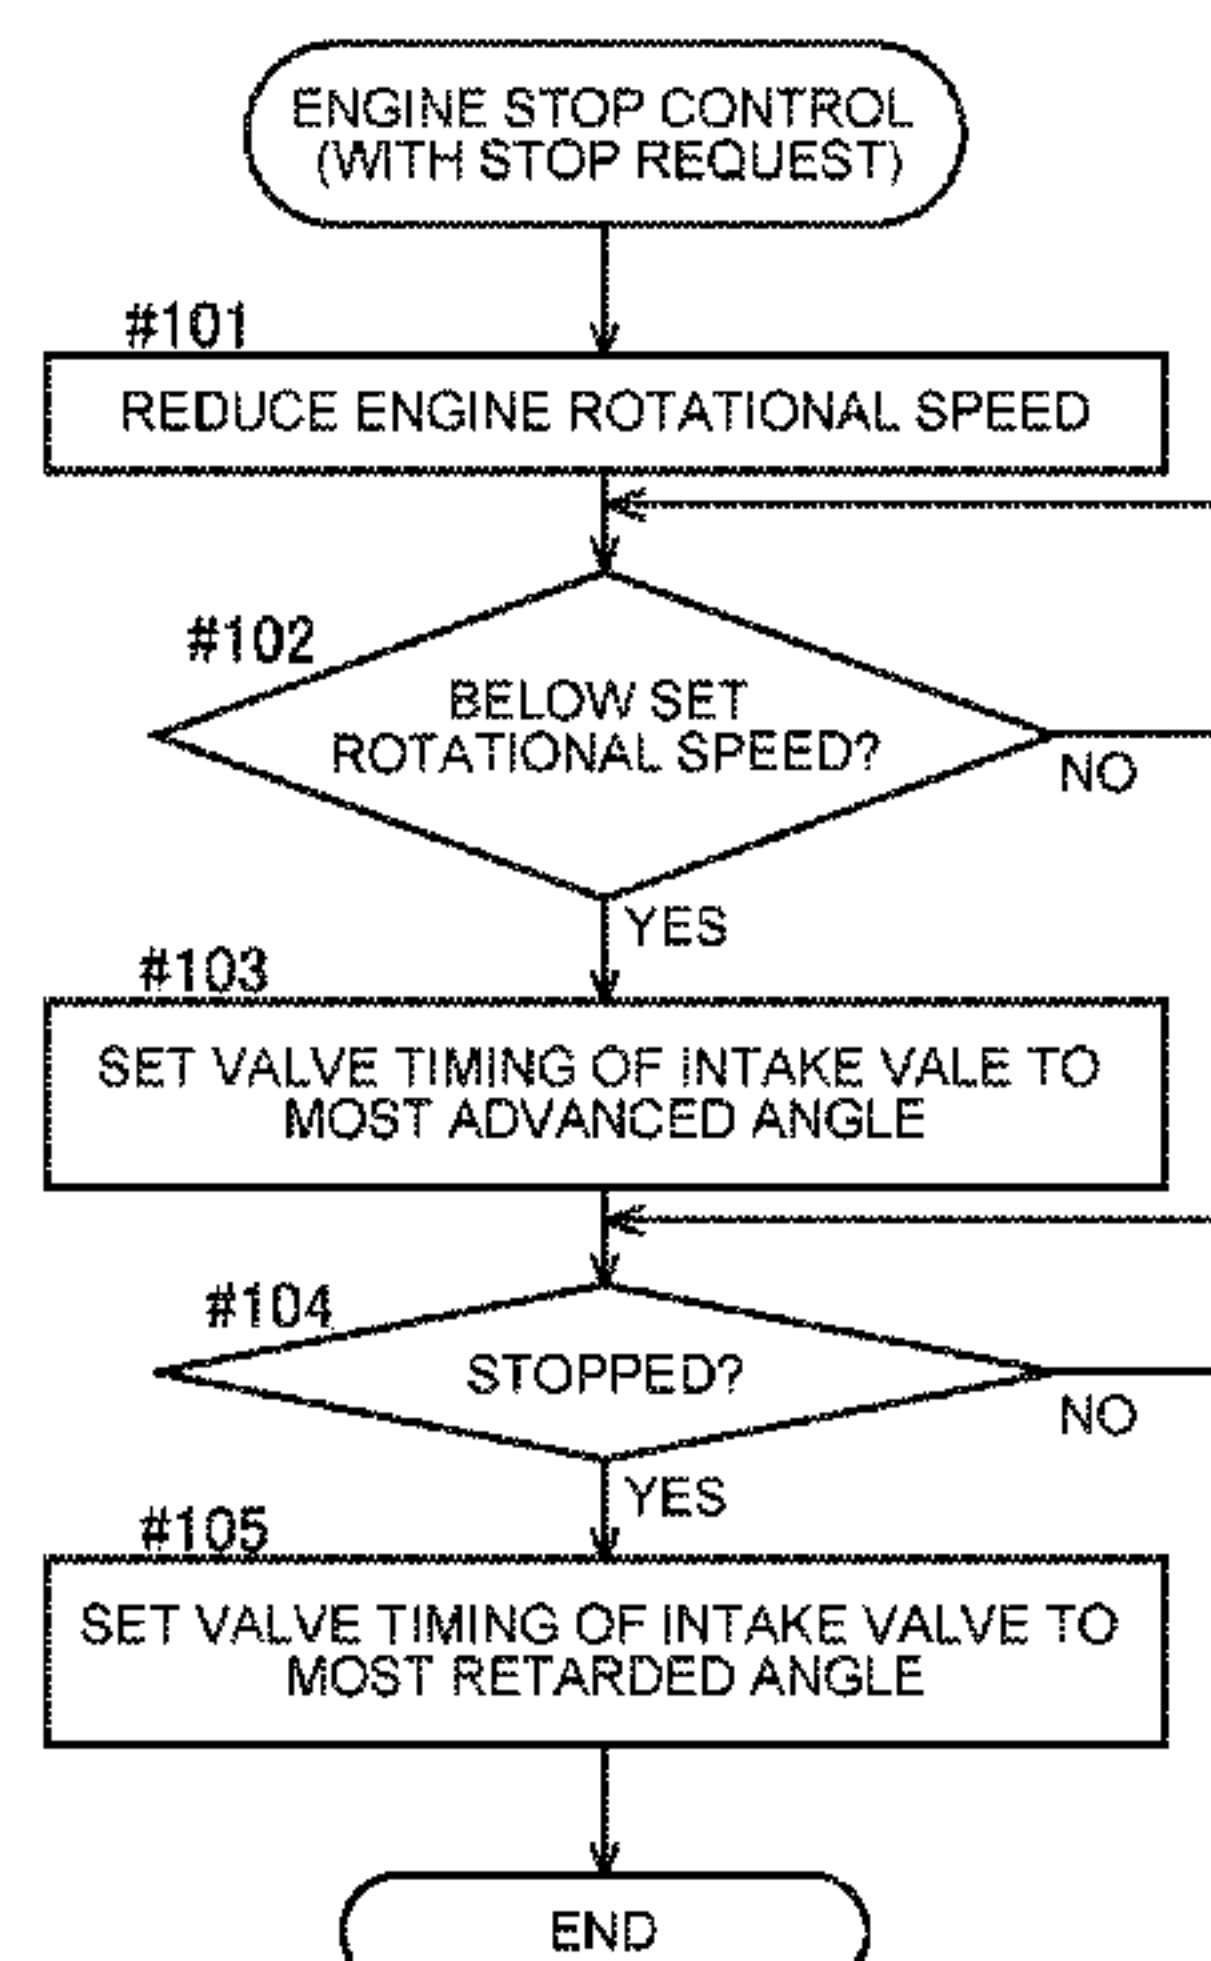 ENGINE STOP CONTROL
(WITH STOP REQUEST)
#101
REDUCE ENGINE ROTATIONAL SPEED
#102
BELOW SET
ROTATIONAL SPEED?
NO
YES
#103
SET VALVE TIMING OF INTAKE VALE TO
MOST ADVANCED ANGLE
#104
STOPPED?
NO
YES
#105
SET VALVE TIMING OF INTAKE VALVE TO
MOST RETARDED ANGLE
END